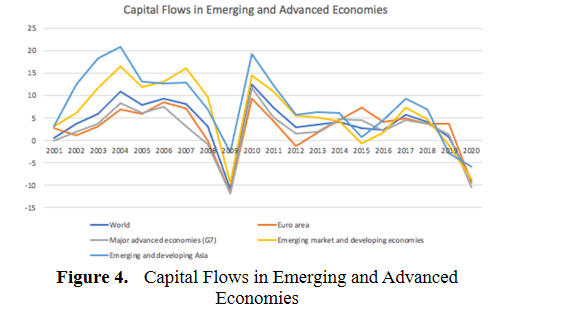 Capital Flows in Emerging and Advanced Economies
25
20
15
10
5
0
2001 2002 2003 2004 2005 2006 2007 2008 2009 2010 2011 2012 2013 2014 2015 2016 2017 2018 2019 2020
-5
-10
-15
World
Euro area
Major advanced economies (G7)
Emerging market and developing economies
Emerging and developing Asia
Figure 4. Capital Flows in Emerging and Advanced
Economies